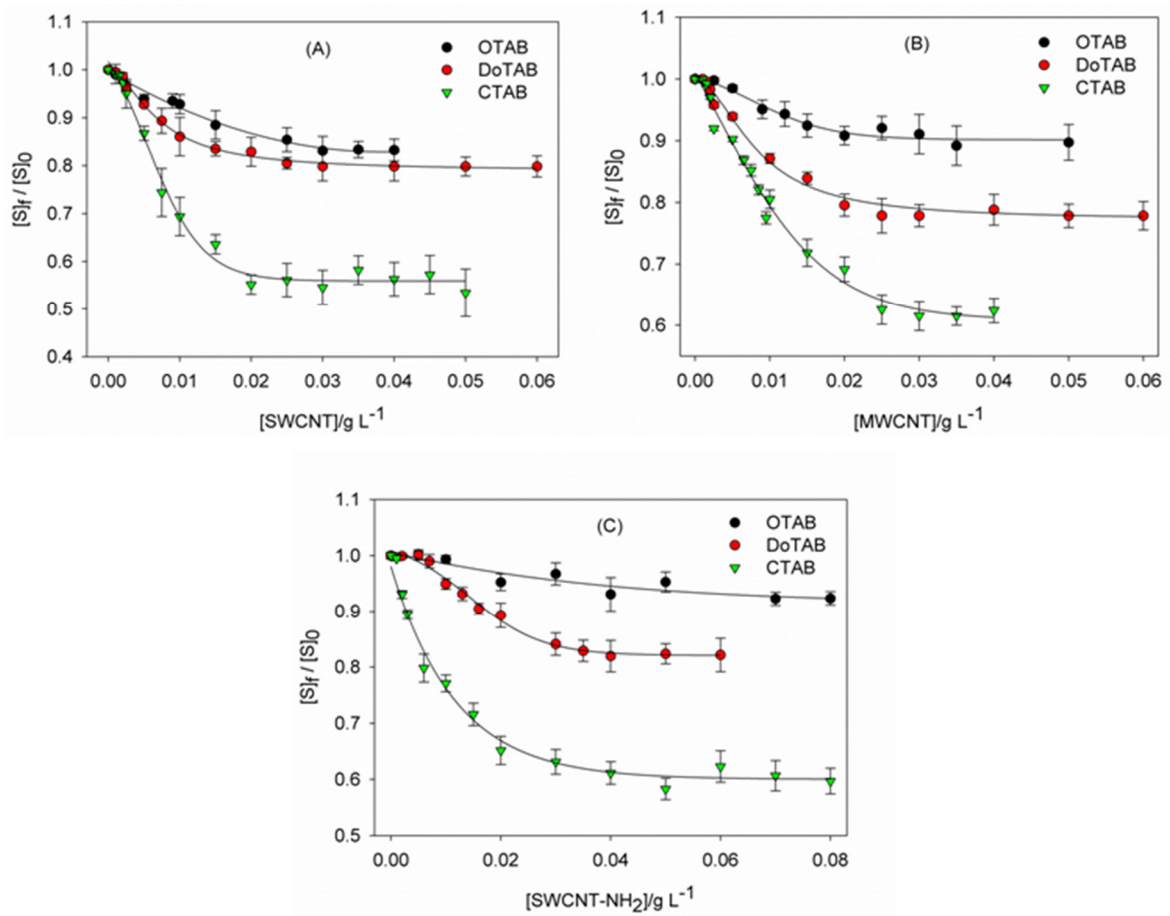 (A)
OTAB
DoTAB
CTAB
1.1
1.0
0.9
0.8
0.7
0.6
0.5
0.4
[S]f / [S]0
0.00 0.01 0.02 0.03 0.04 0.05 0.06
[SWCNT]/g L-1
(B)
OTAB
DoTAB
CTAB
1.0
0.9
0.8
0.7
0.6
[S]f / [S]0
0.00 0.01 0.02 0.03 0.04 0.05 0.06
[MWCNT]/g L-1
(C)
OTAB
DoTAB
CTAB
1.1
1.0
0.9
0.8
0.7
0.6
0.5
[S]f / [S]0
0.00 0.02 0.04 0.06 0.08
[SWCNT-NH2]/g L-1